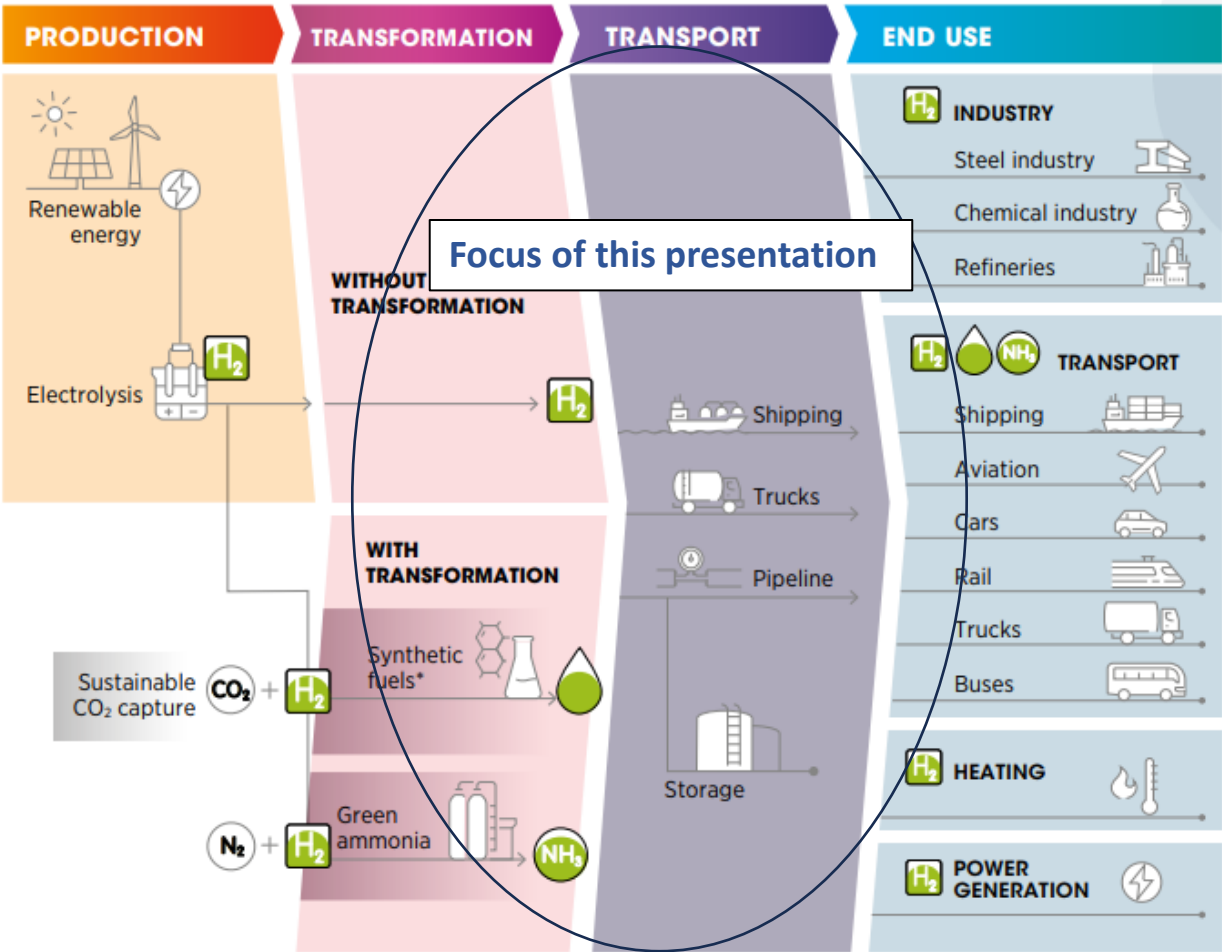 PRODUCTION
TRANSFORMATION
TRANSPORT
END USE
Renewable
energy
Electrolysis
+ −
H₂
Sustainable
CO₂ capture
CO₂ + H₂
N₂ + H₂
WITHOUT
TRANSFORMATION
H₂
WITH
TRANSFORMATION
Synthetic
fuels*
Green
ammonia
NH₃
Focus of this presentation
Shipping
Trucks
Pipeline
Storage
H₂ INDUSTRY
Steel industry
Chemical industry
Refineries
H₂ NH₃ TRANSPORT
Shipping
Aviation
Cars
Rail
Trucks
Buses
H₂ HEATING
H₂ POWER
GENERATION